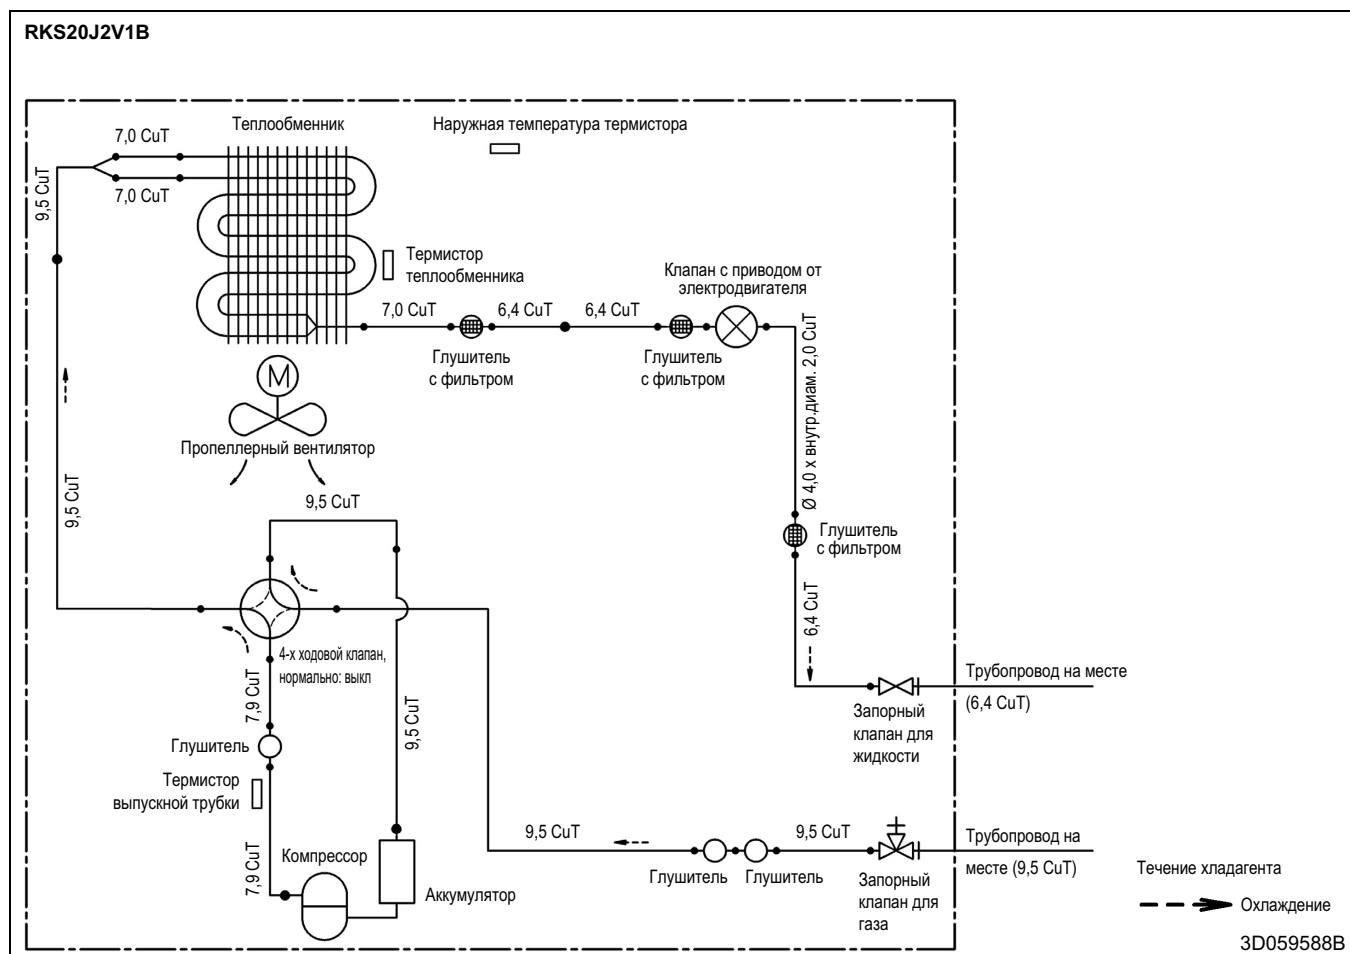 RKS20J2V1B
Теплообменник
Наружная температура термистора
7,0 CuT
7,0 CuT
9,5 CuT
Термистор
теплообменника
Клапан с приводом от
электродвигателя
7,0 CuT
6,4 CuT
6,4 CuT
Глушитель
с фильтром
Глушитель
с фильтром
Ø 4,0 x внутр.диам. 2,0 CuT
M
Пропеллерный вентилятор
9,5 CuT
9,5 CuT
Глушитель
с фильтром
6,4 CuT
4-х ходовой клапан,
нормально: выкл
7,9 CuT
9,5 CuT
Трубопровод на месте
(6,4 CuT)
Запорный
клапан для
жидкости
Глушитель
Термистор
выпускной трубки
7,9 CuT
Компрессор
Аккумулятор
9,5 CuT
9,5 CuT
Глушитель
Глушитель
Запорный
клапан для
газа
Трубопровод на
месте (9,5 CuT)
Течение хладагента
Охлаждение
3D059588B